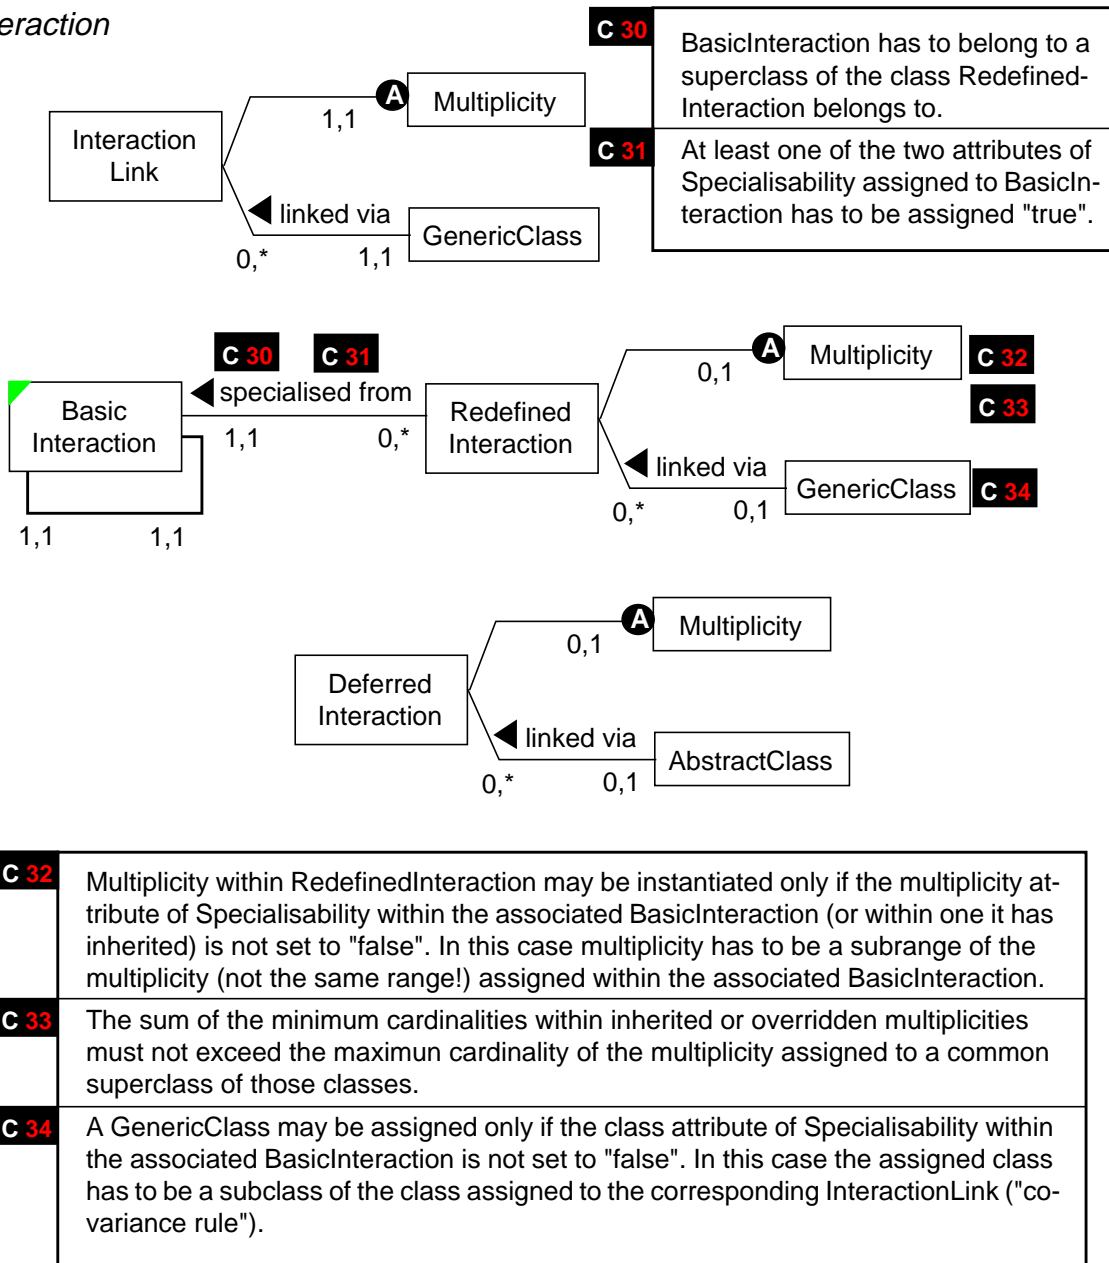 eraction
C 30
BasicInteraction has to belong to a
superclass of the class Redefined-
Interaction belongs to.
C 31
At least one of the two attributes of
Specialisability assigned to BasicIn-
teraction has to be assigned "true".
Interaction
Link
1,1
A
Multiplicity
linked via
0,*
1,1
GenericClass
C 30
C 31
Basic
Interaction
specialised from
1,1
0,*
1,1
1,1
Redefined
Interaction
0,1
A
Multiplicity
C 32
C 33
linked via
0,*
0,1
GenericClass
C 34
Deferred
Interaction
0,1
A
Multiplicity
linked via
0,*
0,1
AbstractClass
C 32
Multiplicity within RedefinedInteraction may be instantiated only if the multiplicity at-
tribute of Specialisability within the associated BasicInteraction (or within one it has
inherited) is not set to "false". In this case multiplicity has to be a subrange of the
multiplicity (not the same range!) assigned within the associated BasicInteraction.
C 33
The sum of the minimum cardinalities within inherited or overridden multiplicities
must not exceed the maximun cardinality of the multiplicity assigned to a common
superclass of those classes.
C 34
A GenericClass may be assigned only if the class attribute of Specialisability within
the associated BasicInteraction is not set to "false". In this case the assigned class
has to be a subclass of the class assigned to the corresponding InteractionLink ("co-
variance rule").